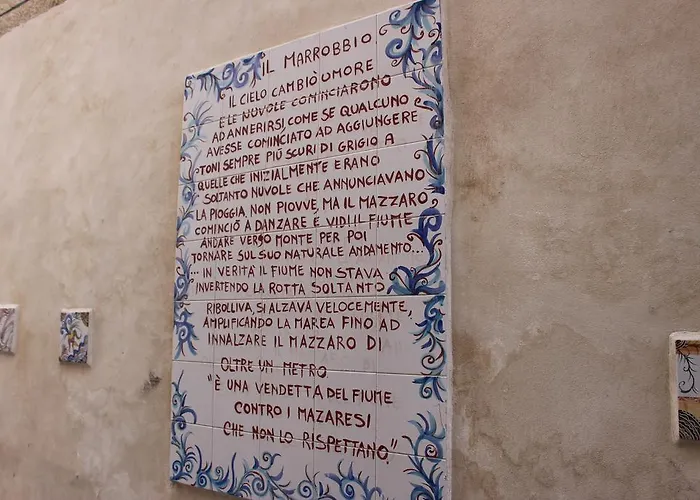 IL MARROBBIO
IL CIELO CAMBIÒ UMORE
E LE NUVOLE COMINCIARONO
AD ANNERIRSI, COME SE QUALCUNO
AVESSE COMINCIATO AD AGGIUNGERE
TONI SEMPRE PIÙ SCURI DI GRIGIO A
QUELLE CHE INIZIALMENTE ERANO
SOLTANTO NUVOLE CHE ANNUNCIAVANO
LA PIOGGIA. NON PIOVVE, MA IL MAZZARO
COMINCIÒ A DANZARE E VIDI IL FIUME
ANDARE VERSO MONTE PER POI
TORNARE SUL SUO NATURALE ANDAMENTO...
... IN VERITÀ IL FIUME NON STAVA
INVERTENDO LA ROTTA SOLTANTO
RIBOLLIVA, SI ALZAVA VELOCEMENTE,
AMPLIFICANDO LA MAREA FINO AD
INNALZARE IL MAZZARO DI
OLTRE UN METRO
"È UNA VENDETTA DEL FIUME
CONTRO I MAZARESI
CHE NON LO RISPETTANO."